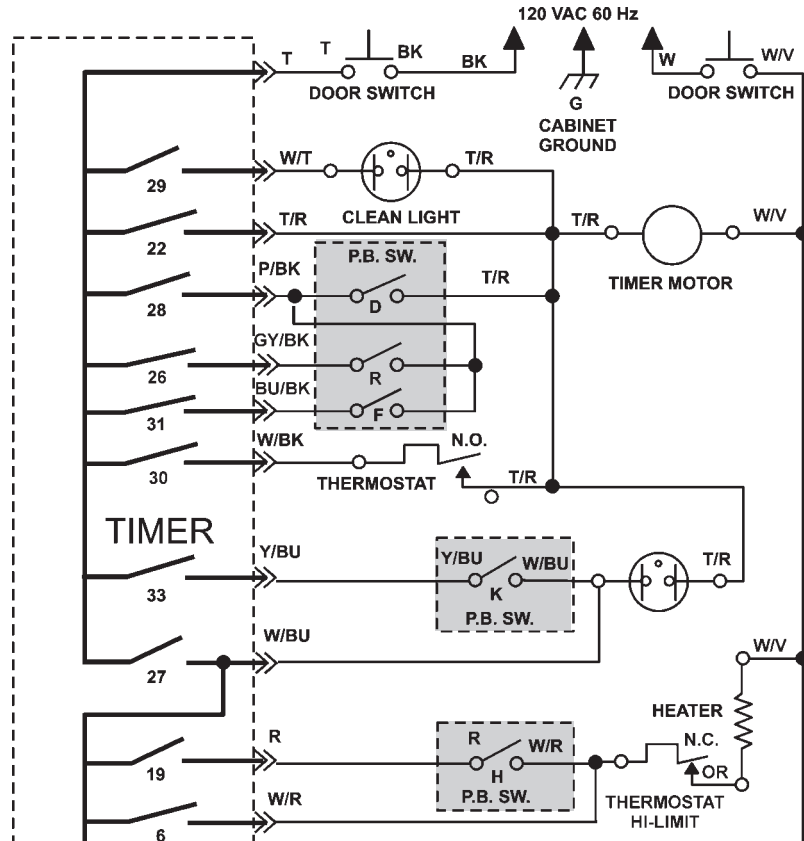 120 VAC 60 Hz
T
T
BK
BK
W
W/V
DOOR SWITCH
G
DOOR SWITCH
CABINET
GROUND
W/T
T/R
29
CLEAN LIGHT
T/R
T/R
W/V
22
P.B. SW.
P/BK
T/R
TIMER MOTOR
28
D
GY/BK
26
R
BU/BK
31
F
W/BK
N.O.
30
THERMOSTAT
T/R
TIMER
Y/BU
Y/BU
W/BU
T/R
33
K
P.B. SW.
W/BU
27
W/V
HEATER
R
R
W/R
N.C.
19
H
OR
P.B. SW.
THERMOSTAT
HI-LIMIT
W/R
6